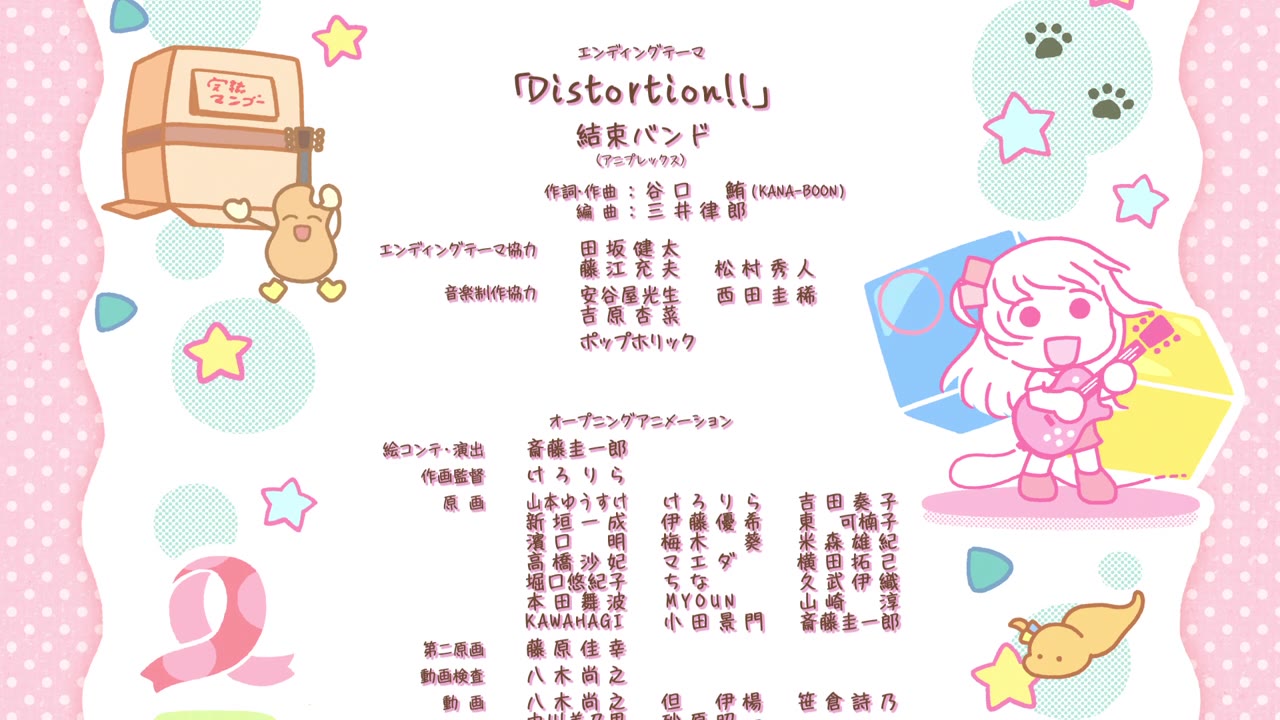 エンディングテーマ
「Distortion!!」
結束バンド
(アニプレックス)
作詞・作曲 : 谷口 鮪 (KANA-BOON)
編曲 : 三井律郎
エンディングテーマ協力 田坂健太
藤江充夫 松村秀人
音楽制作協力 安谷屋光生 西田圭稀
吉原杏菜
ポップホリック
完熟
マンゴー
オープニングアニメーション
絵コンテ・演出 斎藤圭一郎
作画監督 けろりら
原画 山本ゆうすけ けろりら 吉田奏子
新垣一成 伊藤優希 東 可楠子
濱口 明 梅木 葵 米森雄紀
高橋沙妃 マエダ 横田拓己
堀口悠紀子 ちな 久武伊織
本田舞波 MYOUN 山崎 淳
KAWAHAGI 小田景門 斎藤圭一郎
第二原画 藤原佳幸
動画検査 八木尚之
動画 八木尚之 但 伊楊 笹倉詩乃